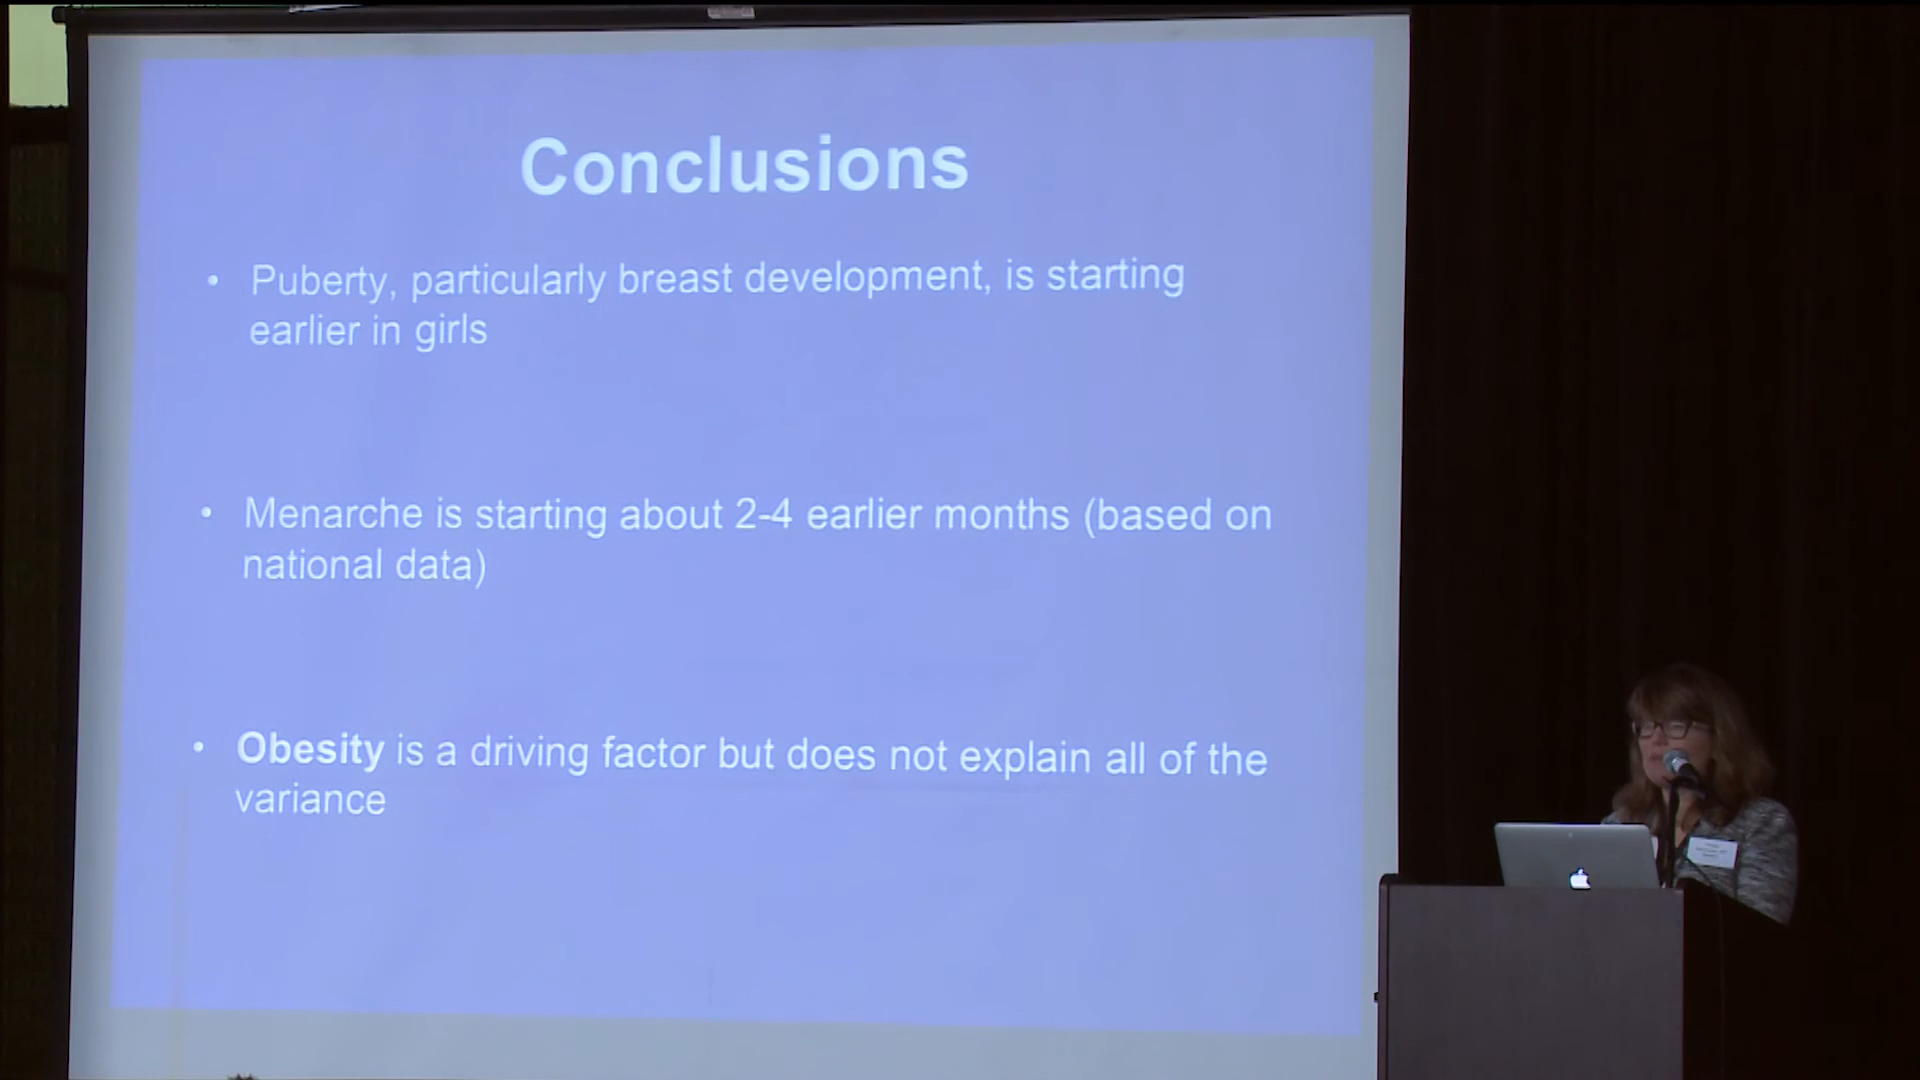 Conclusions
• Puberty, particularly breast development, is starting
earlier in girls
• Menarche is starting about 2-4 earlier months (based on
national data)
• Obesity is a driving factor but does not explain all of the
variance